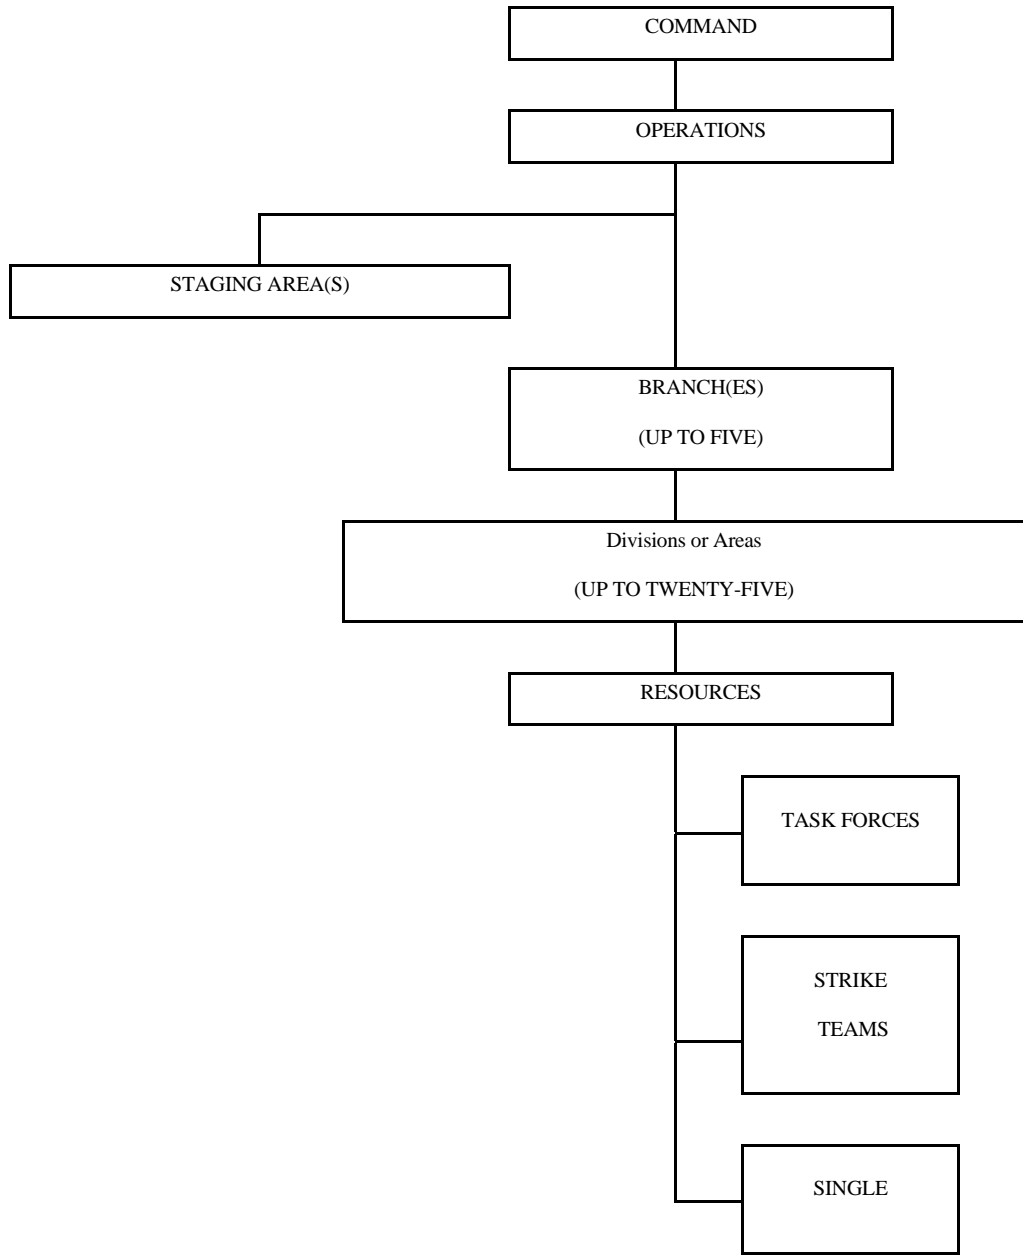 COMMAND
OPERATIONS
STAGING AREA(S)
BRANCH(ES)
(UP TO FIVE)
Divisions or Areas
(UP TO TWENTY-FIVE)
RESOURCES
TASK FORCES
STRIKE
TEAMS
SINGLE